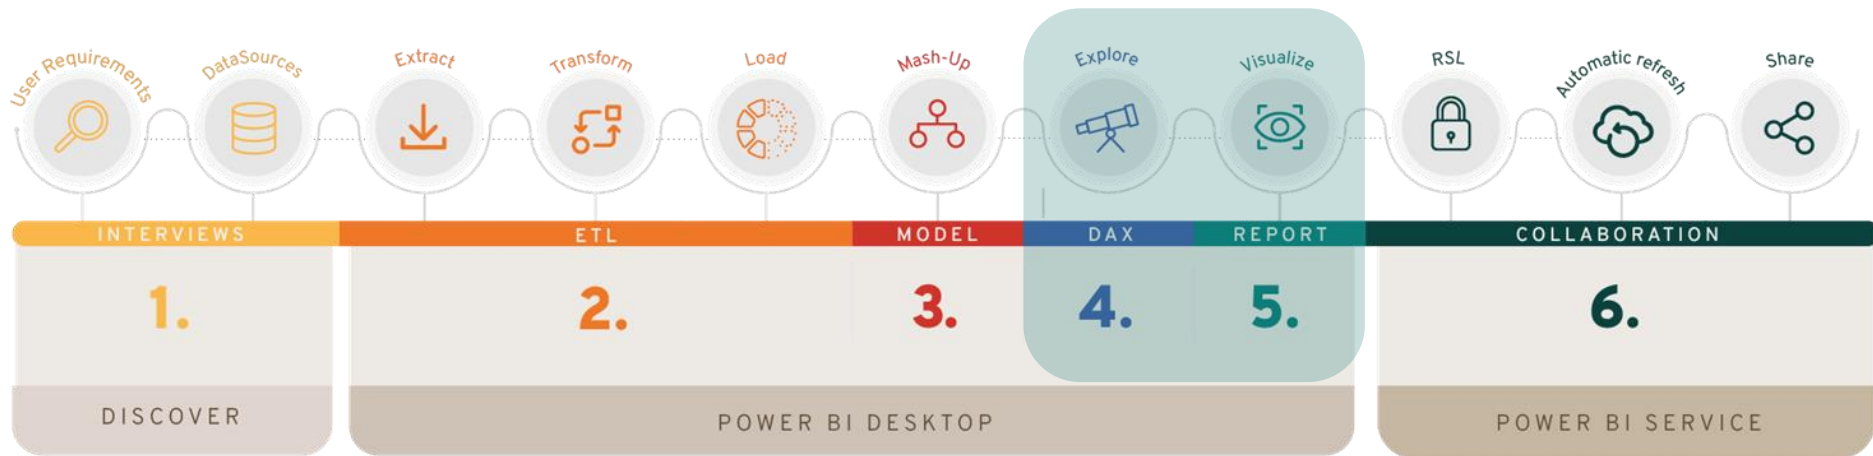 User Requirements
DataSources
Extract
Transform
Load
Mash-Up
Explore
Visualize
RSL
Automatic refresh
Share
INTERVIEWS
ETL
MODEL
DAX
REPORT
COLLABORATION
1.
2.
3.
4.
5.
6.
DISCOVER
POWER BI DESKTOP
POWER BI SERVICE